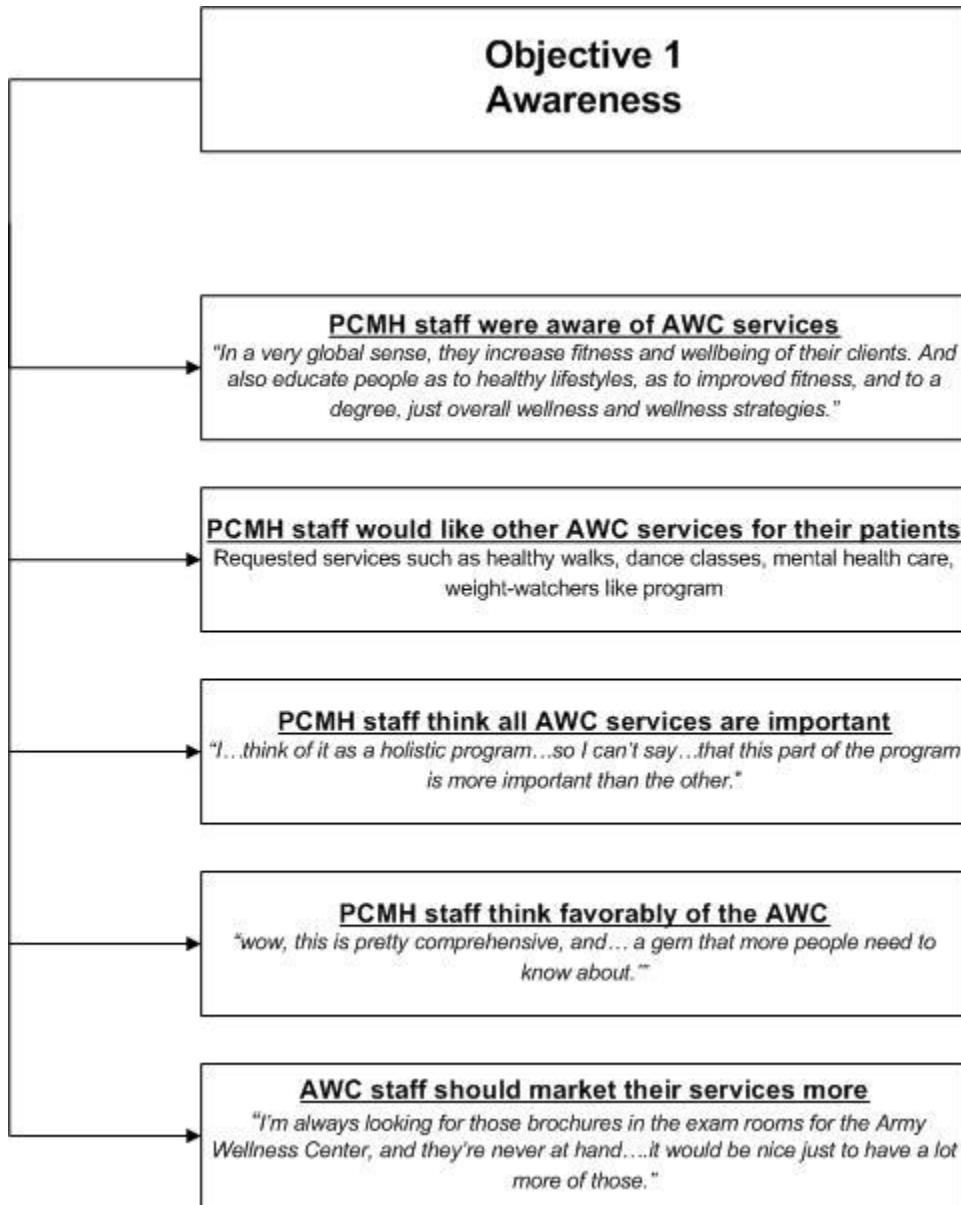 Objective 1
Awareness
PCMH staff were aware of AWC services
"In a very global sense, they increase fitness and wellbeing of their clients. And
also educate people as to healthy lifestyles, as to improved fitness, and to a
degree, just overall wellness and wellness strategies."
PCMH staff would like other AWC services for their patients
Requested services such as healthy walks, dance classes, mental health care,
weight-watchers like program
PCMH staff think all AWC services are important
"I…think of it as a holistic program…so I can't say…that this part of the program
is more important than the other."
PCMH staff think favorably of the AWC
"wow, this is pretty comprehensive, and… a gem that more people need to
know about.'"
AWC staff should market their services more
"I'm always looking for those brochures in the exam rooms for the Army
Wellness Center, and they're never at hand….it would be nice just to have a lot
more of those."